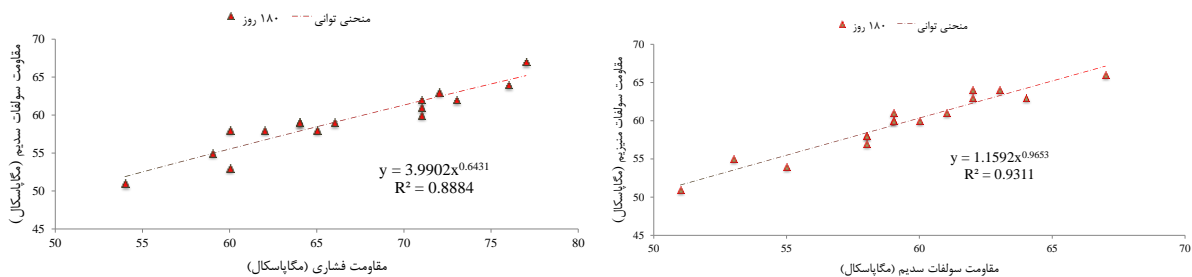 ۱۸۰ روز منحنی توانی
مقاومت سولفات سدیم (مگاپاسکال)
70
65
60
55
50
45
y = 3.9902x^0.6431
R² = 0.8884
50 55 60 65 70 75 80
مقاومت فشاری (مگاپاسکال)
۱۸۰ روز منحنی توانی
مقاومت سولفات منیزیم (مگاپاسکال)
70
65
60
55
50
45
y = 1.1592x^0.9653
R² = 0.9311
50 55 60 65 70
مقاومت سولفات سدیم (مگاپاسکال)